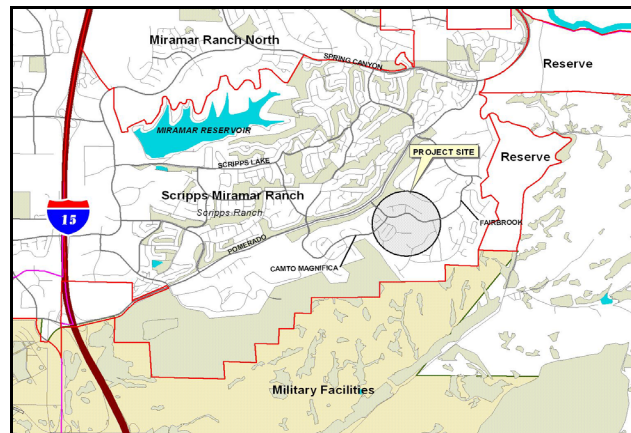 Miramar Ranch North
SPRING CANYON
Reserve
MIRAMAR RESERVOIR
PROJECT SITE
Reserve
SCRIPPS LAKE
Scripps Miramar Ranch
Scripps Ranch
15
FAIRBROOK
POMERADO
CAMTO MAGNIFICA
Military Facilities